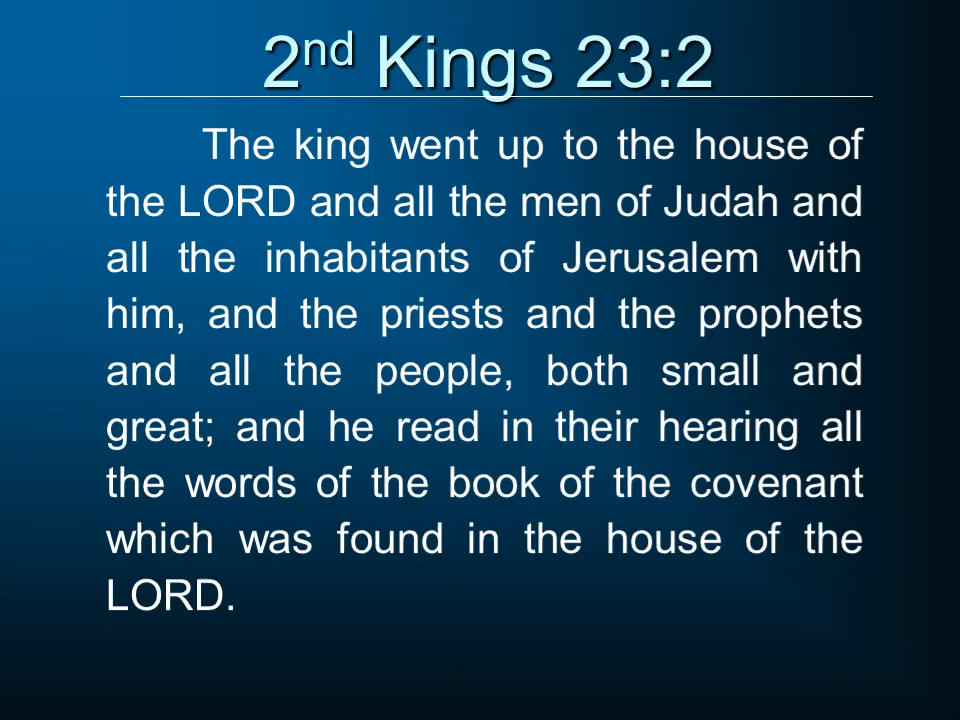 2nd Kings 23:2
The king went up to the house of
the LORD and all the men of Judah and
all the inhabitants of Jerusalem with
him, and the priests and the prophets
and all the people, both small and
great; and he read in their hearing all
the words of the book of the covenant
which was found in the house of the
LORD.